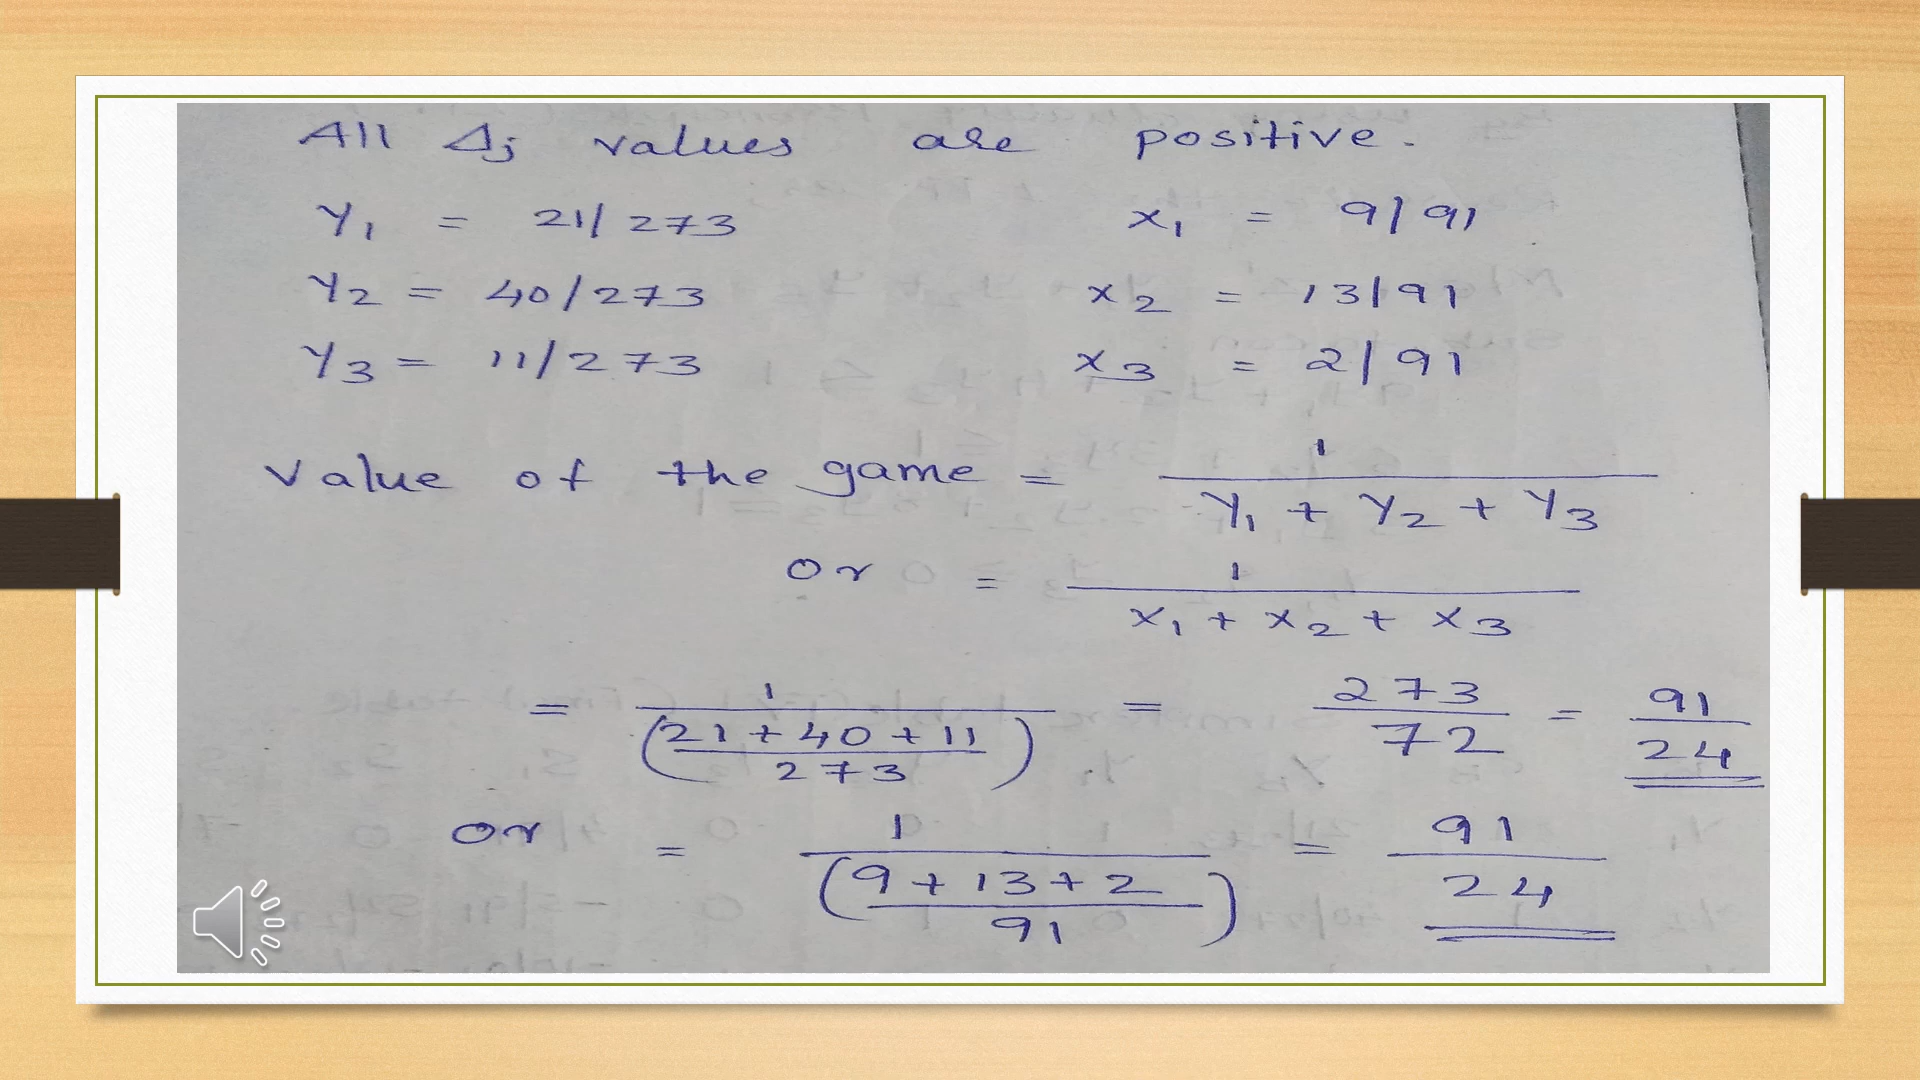 All Δj values are positive.
Y1 = 21/273 x1 = 9/91
Y2 = 40/273 x2 = 13/91
Y3 = 11/273 x3 = 2/91
Value of the game = 1 / (Y1 + Y2 + Y3)
or = 1 / (x1 + x2 + x3)
= 1 / ((21 + 40 + 11) / 273) = 273/72 = 91/24
or = 1 / ((9 + 13 + 2) / 91) = 91/24